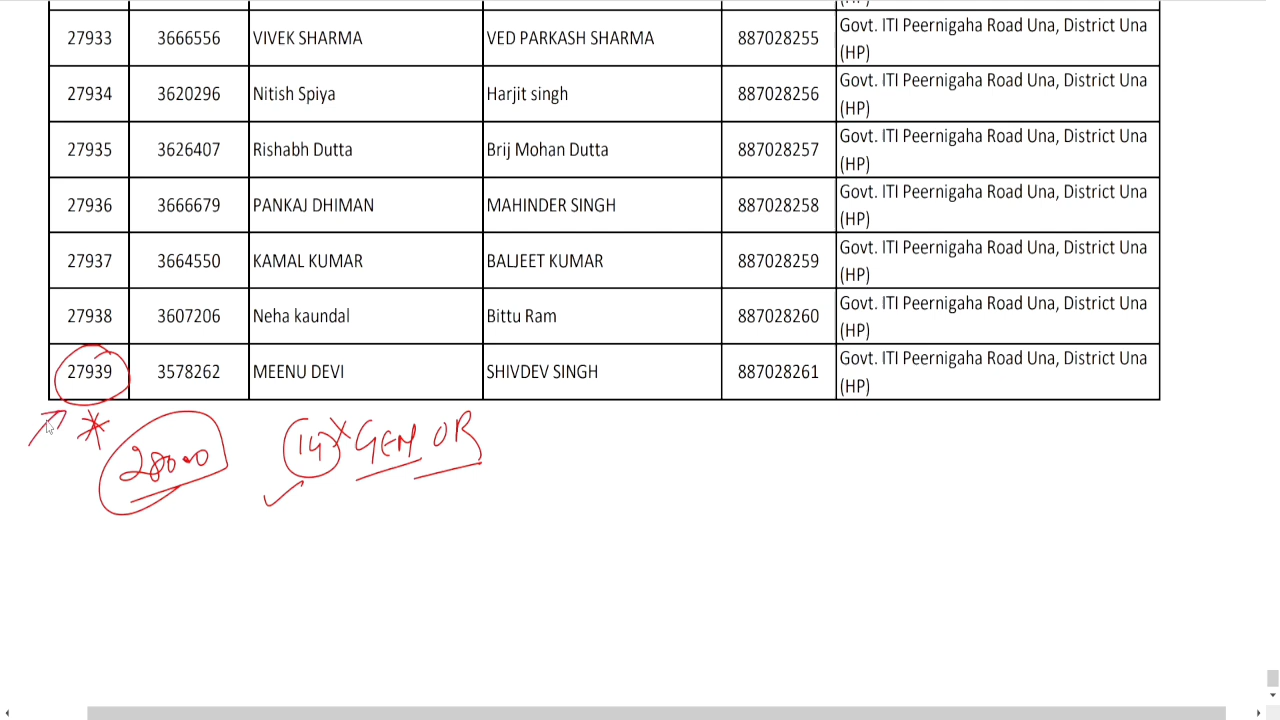 27933 3666556 VIVEK SHARMA VED PARKASH SHARMA 887028255 Govt. ITI Peernigaha Road Una, District Una
(HP)
27934 3620296 Nitish Spiya Harjit singh 887028256 Govt. ITI Peernigaha Road Una, District Una
(HP)
27935 3626407 Rishabh Dutta Brij Mohan Dutta 887028257 Govt. ITI Peernigaha Road Una, District Una
(HP)
27936 3666679 PANKAJ DHIMAN MAHINDER SINGH 887028258 Govt. ITI Peernigaha Road Una, District Una
(HP)
27937 3664550 KAMAL KUMAR BALJEET KUMAR 887028259 Govt. ITI Peernigaha Road Una, District Una
(HP)
27938 3607206 Neha kaundal Bittu Ram 887028260 Govt. ITI Peernigaha Road Una, District Una
(HP)
27939 3578262 MEENU DEVI SHIVDEV SINGH 887028261 Govt. ITI Peernigaha Road Una, District Una
(HP)
28000 GEN